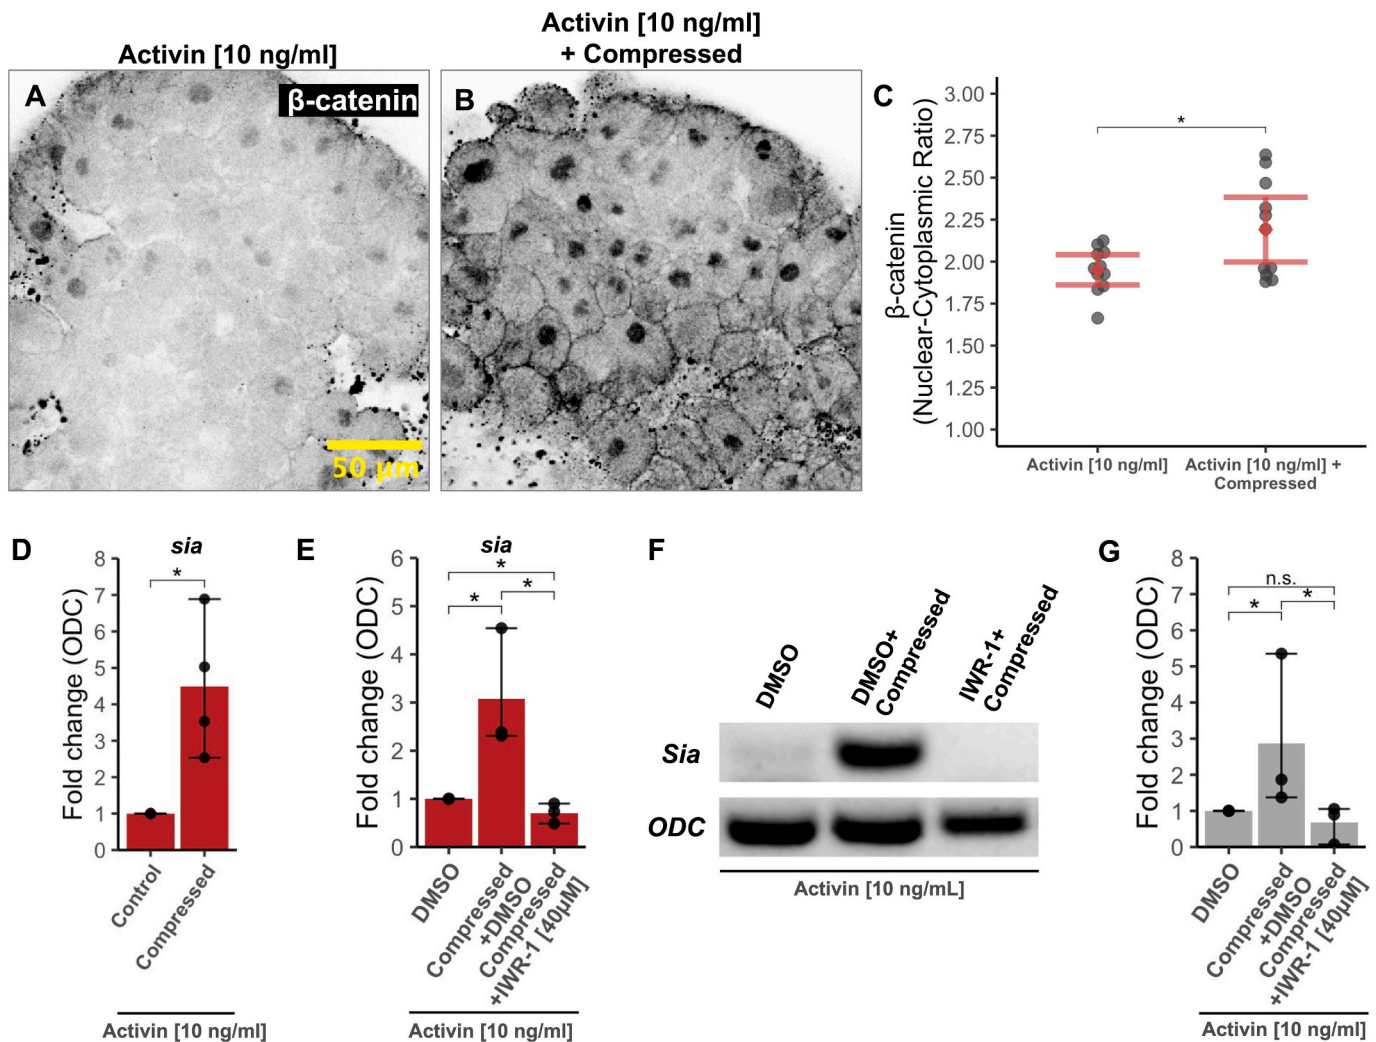 Activin [10 ng/ml]
Activin [10 ng/ml]
+ Compressed
A
β-catenin
50 μm
B
C
β-catenin
(Nuclear-Cytoplasmic Ratio)
3.00
2.75
2.50
2.25
2.00
1.75
1.50
1.25
1.00
*
Activin [10 ng/ml]
Activin [10 ng/ml] +
Compressed
D
sia
*
Fold change (ODC)
8
7
6
5
4
3
2
1
0
Control
Compressed
Activin [10 ng/ml]
E
sia
*
*
*
Fold change (ODC)
6
5
4
3
2
1
0
DMSO
Compressed
+DMSO
Compressed
+IWR-1 [40μM]
Activin [10 ng/ml]
F
DMSO
DMSO+
Compressed
IWR-1+
Compressed
Sia
ODC
Activin [10 ng/mL]
G
n.s.
*
*
Fold change (ODC)
8
7
6
5
4
3
2
1
0
DMSO
Compressed
+DMSO
Compressed
+IWR-1 [40μM]
Activin [10 ng/ml]